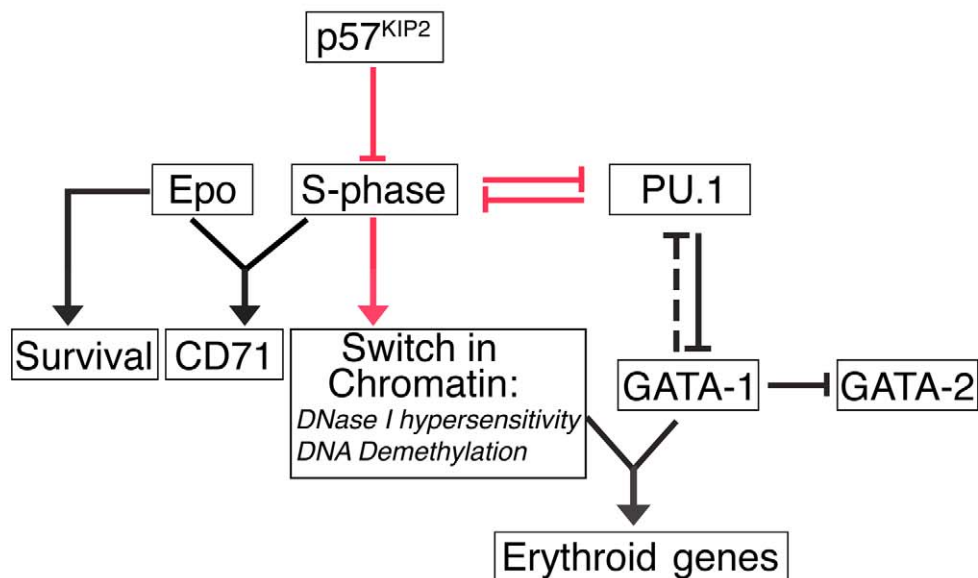 p57KIP2
Epo
S-phase
PU.1
Survival
CD71
Switch in
Chromatin:
DNase I hypersensitivity
DNA Demethylation
GATA-1
GATA-2
Erythroid genes